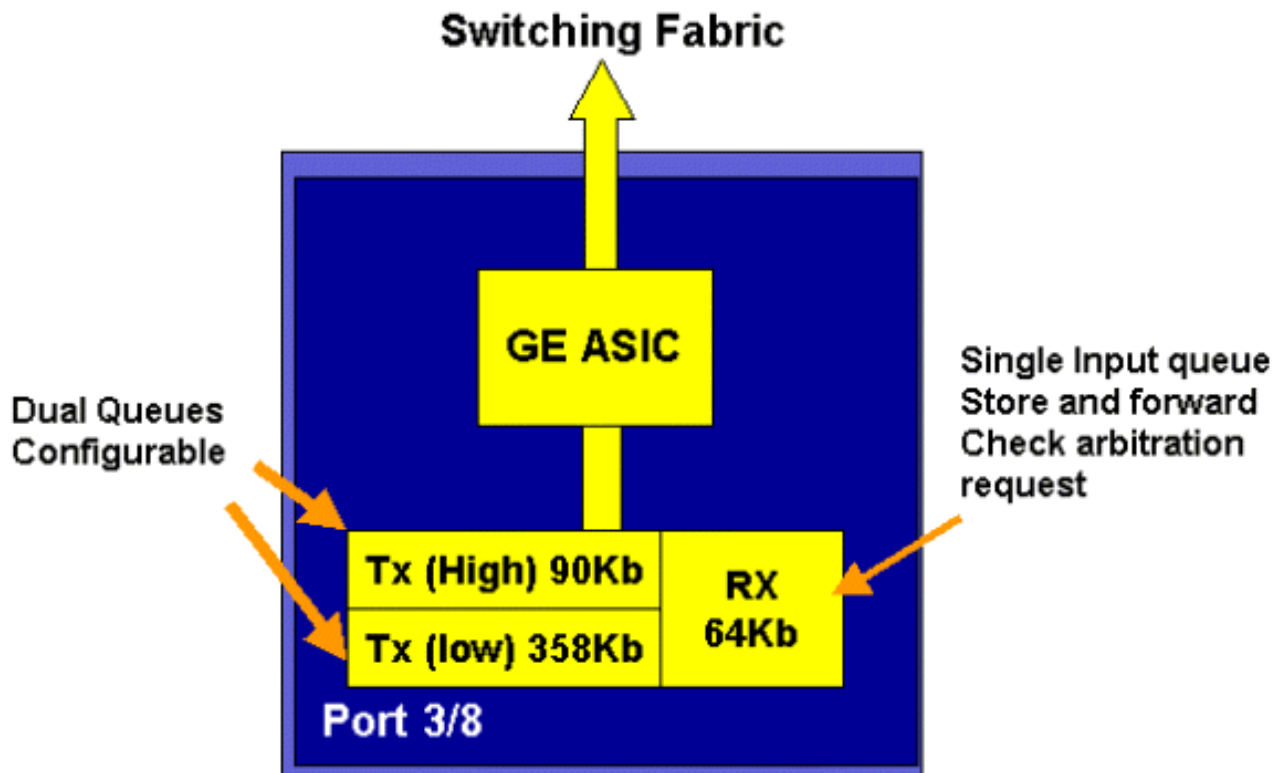 Switching Fabric
GE ASIC
Dual Queues
Configurable
Single Input queue
Store and forward
Check arbitration
request
Tx (High) 90Kb
Tx (low) 358Kb
RX
64Kb
Port 3/8